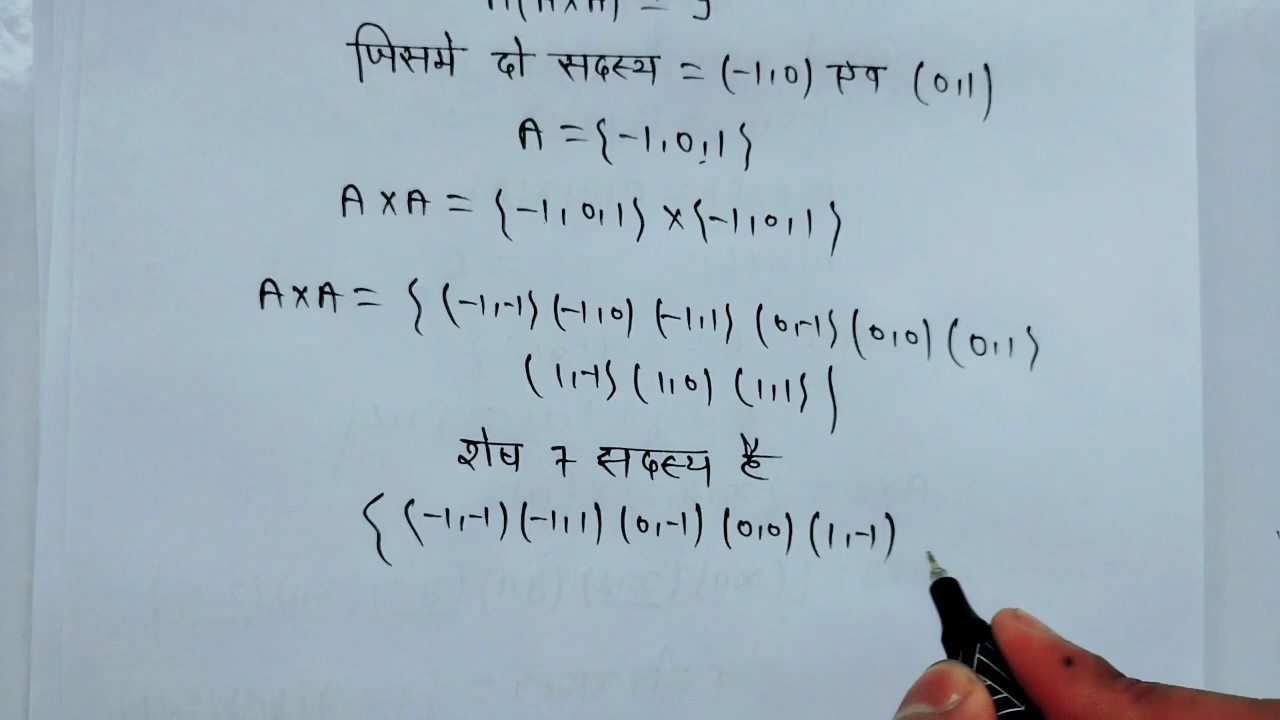 जिसमे दो सदस्य = (-1,0) एव (0,1)
A = {-1,0,1}
A × A = {-1,0,1} × {-1,0,1}
A×A = { (-1,-1) (-1,0) (-1,1) (0,-1) (0,0) (0,1)
(1,-1) (1,0) (1,1) }
शेष 7 सदस्य है
{ (-1,-1) (-1,1) (0,-1) (0,0) (1,-1)